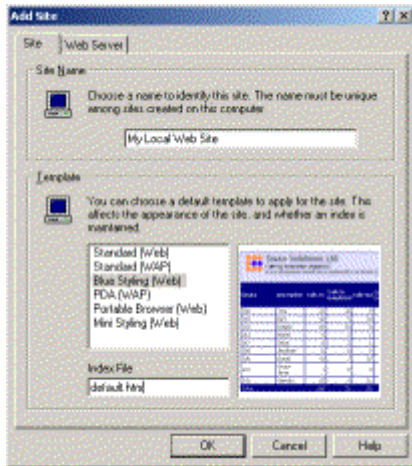 Add Site
Site
Web Server
Site Name
Choose a name to identify this site. The name must be unique
among sites created on this computer
My Local Web Site
Template
You can choose a default template to apply for the site. This
affects the appearance of the site, and whether an index is
maintained.
Standard (Web)
Standard (WAP)
Blue Styling (Web)
PDA (WAP)
Portable Browser (Web)
Mini Styling (Web)
Index File
default.html
OK
Cancel
Help